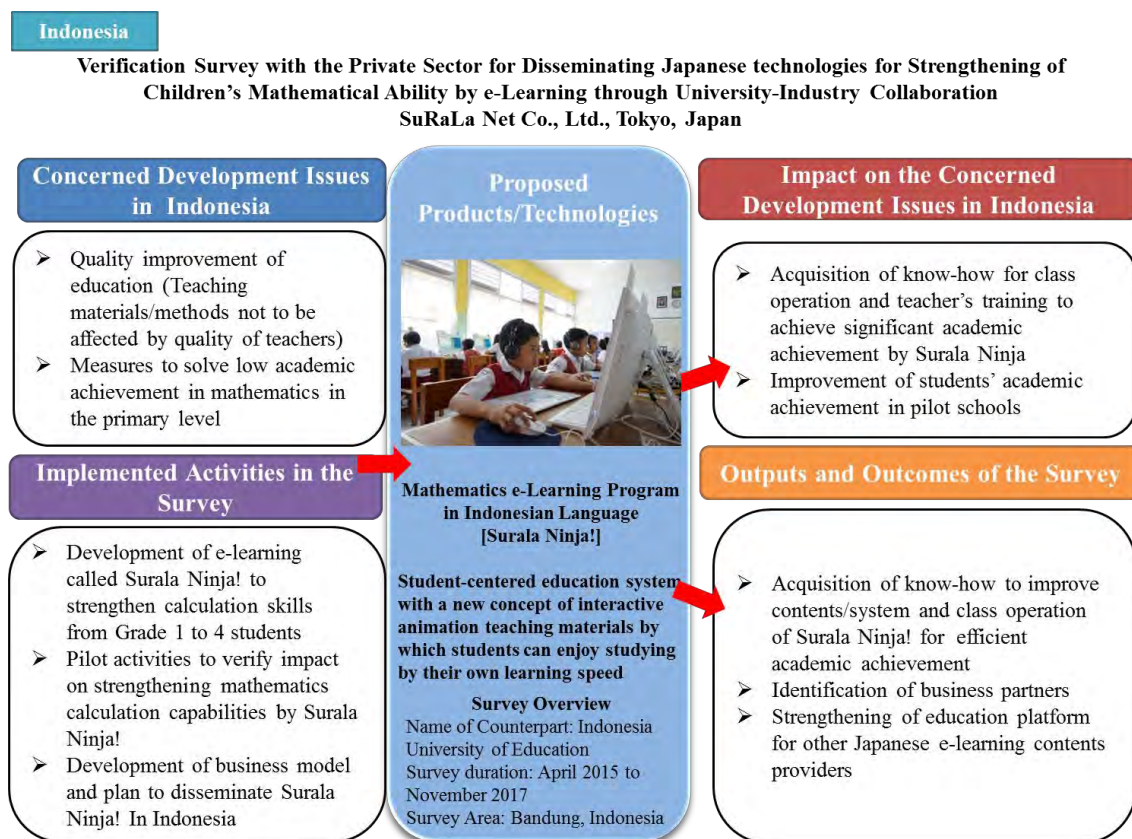 Indonesia
Verification Survey with the Private Sector for Disseminating Japanese technologies for Strengthening of
Children's Mathematical Ability by e-Learning through University-Industry Collaboration
SuRaLa Net Co., Ltd., Tokyo, Japan
Concerned Development Issues
in Indonesia
➤ Quality improvement of
education (Teaching
materials/methods not to be
affected by quality of teachers)
➤ Measures to solve low academic
achievement in mathematics in
the primary level
Implemented Activities in the
Survey
➤ Development of e-learning
called Surala Ninja! to
strengthen calculation skills
from Grade 1 to 4 students
➤ Pilot activities to verify impact
on strengthening mathematics
calculation capabilities by Surala
Ninja!
➤ Development of business model
and plan to disseminate Surala
Ninja! In Indonesia
Proposed
Products/Technologies
Mathematics e-Learning Program
in Indonesian Language
[Surala Ninja!]
Student-centered education system
with a new concept of interactive
animation teaching materials by
which students can enjoy studying
by their own learning speed
Survey Overview
Name of Counterpart: Indonesia
University of Education
Survey duration: April 2015 to
November 2017
Survey Area: Bandung, Indonesia
Impact on the Concerned
Development Issues in Indonesia
➤ Acquisition of know-how for class
operation and teacher's training to
achieve significant academic
achievement by Surala Ninja
➤ Improvement of students' academic
achievement in pilot schools
Outputs and Outcomes of the Survey
➤ Acquisition of know-how to improve
contents/system and class operation
of Surala Ninja! for efficient
academic achievement
➤ Identification of business partners
➤ Strengthening of education platform
for other Japanese e-learning contents
providers